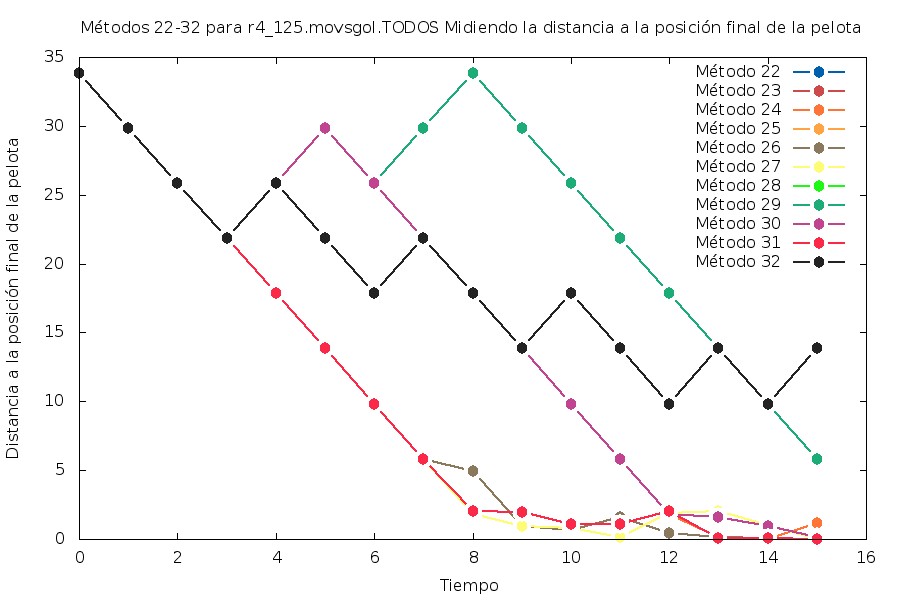 Métodos 22-32 para r4_125.movsgol.TODOS Midiendo la distancia a la posición final de la pelota
Distancia a la posición final de la pelota
35
30
25
20
15
10
5
0
0 2 4 6 8 10 12 14 16
Tiempo
Método 22
Método 23
Método 24
Método 25
Método 26
Método 27
Método 28
Método 29
Método 30
Método 31
Método 32